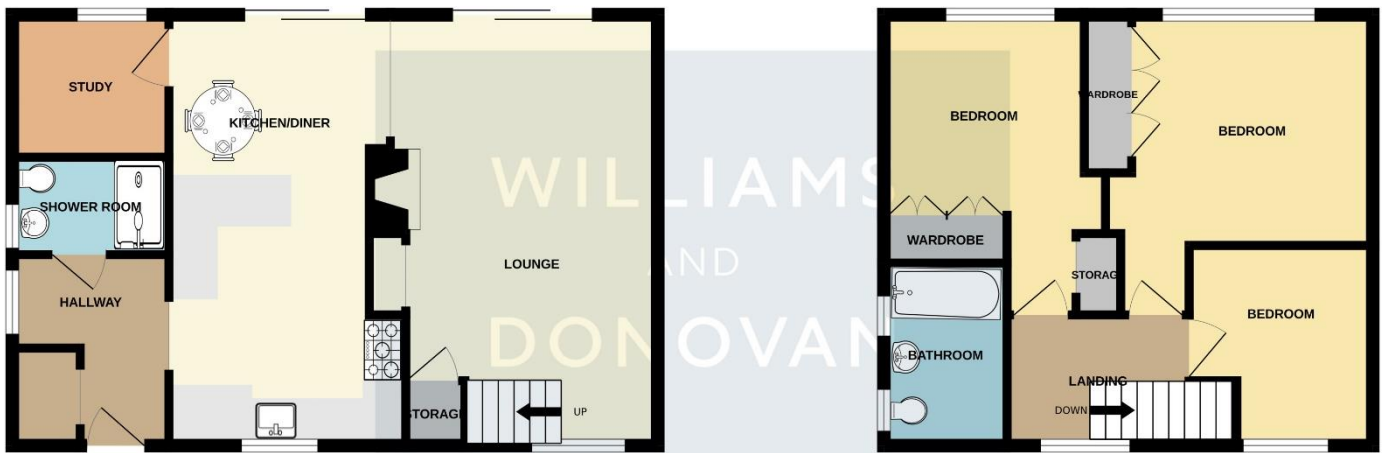 STUDY
KITCHEN/DINER
SHOWER ROOM
HALLWAY
LOUNGE
STORAGE
UP
WILLIAMS
AND
DONOVAN
BEDROOM
WARDROBE
BEDROOM
WARDROBE
STORAGE
BEDROOM
BATHROOM
LANDING
DOWN